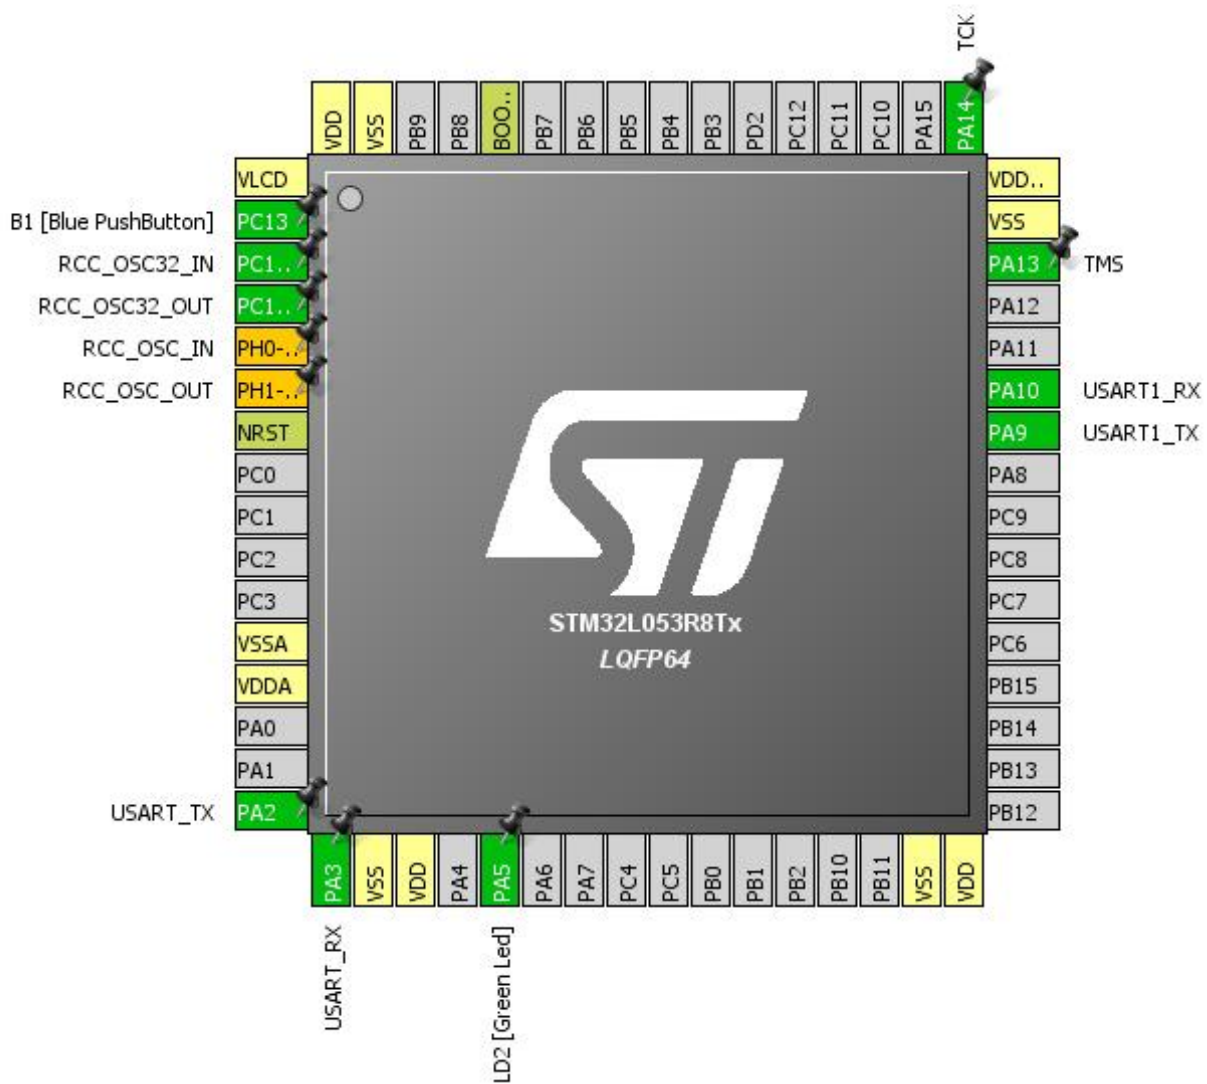 TCK
VDD
VSS
PB9
PB8
BOO..
PB7
PB6
PB5
PB4
PB3
PD2
PC12
PC11
PC10
PA15
PA14
VLCD
B1 [Blue PushButton] PC13
RCC_OSC32_IN PC1..
RCC_OSC32_OUT PC1..
RCC_OSC_IN PH0-..
RCC_OSC_OUT PH1-..
NRST
PC0
PC1
PC2
PC3
VSSA
VDDA
PA0
PA1
USART_TX PA2
ST
STM32L053R8Tx
LQFP64
VDD..
VSS
PA13 TMS
PA12
PA11
PA10 USART1_RX
PA9 USART1_TX
PA8
PC9
PC8
PC7
PC6
PB15
PB14
PB13
PB12
PA3
VSS
VDD
PA4
PA5
PA6
PA7
PC4
PC5
PB0
PB1
PB2
PB10
PB11
VSS
VDD
USART_RX
LD2 [Green Led]